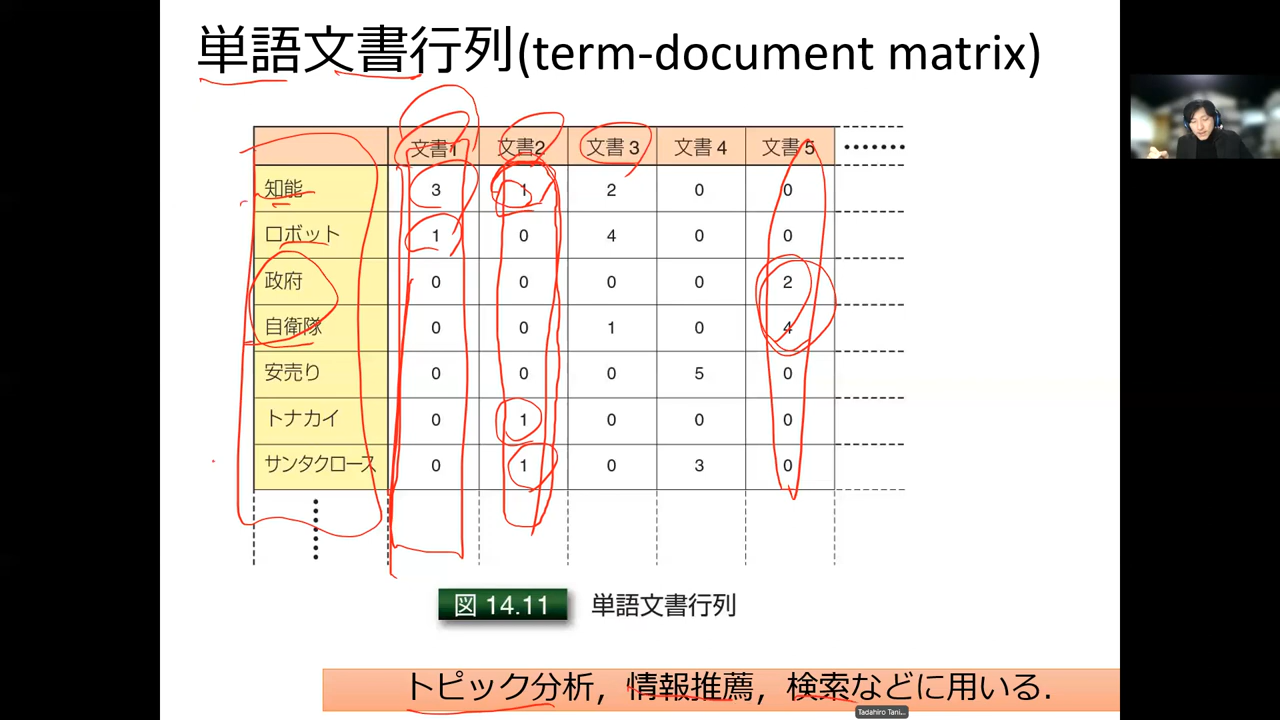 単語文書行列(term-document matrix)
文書1 文書2 文書3 文書4 文書5 ‥‥‥
知能 3 1 2 0 0
ロボット 1 0 4 0 0
政府 0 0 0 0 2
自衛隊 0 0 1 0 4
安売り 0 0 0 5 0
トナカイ 0 1 0 0 0
サンタクロース 0 1 0 3 0
図 14.11 単語文書行列
トピック分析，情報推薦，検索などに用いる．
Tadahiro Tani...